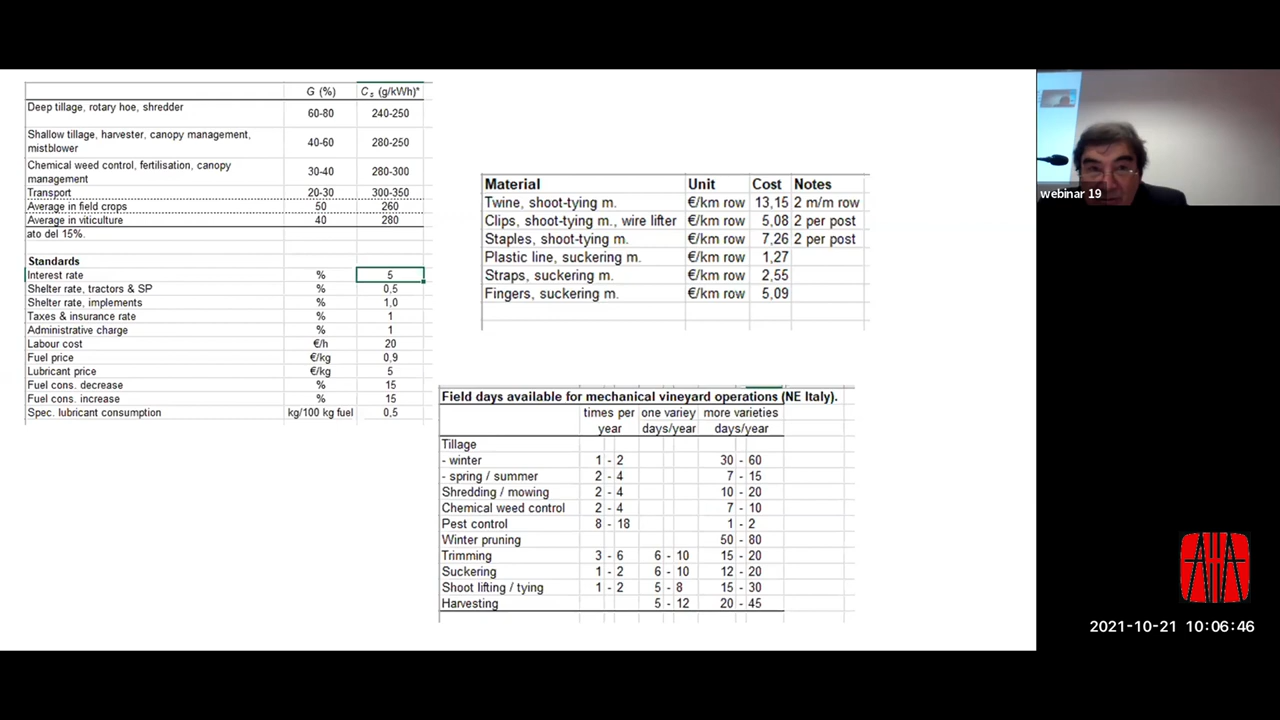 G (%) Cs (g/kWh)*
Deep tillage, rotary hoe, shredder 60-80 240-250
Shallow tillage, harvester, canopy management,
mistblower 40-60 280-250
Chemical weed control, fertilisation, canopy
management 30-40 280-300
Transport 20-30 300-350
Average in field crops 50 260
Average in viticulture 40 280
ato del 15%.
Standards
Interest rate % 5
Shelter rate, tractors & SP % 0,5
Shelter rate, implements % 1,0
Taxes & insurance rate % 1
Administrative charge % 1
Labour cost €/h 20
Fuel price €/kg 0,9
Lubricant price €/kg 5
Fuel cons. decrease % 15
Fuel cons. increase % 15
Spec. lubricant consumption kg/100 kg fuel 0,5
Material Unit Cost Notes
Twine, shoot-tying m. €/km row 13,15 2 m/m row
Clips, shoot-tying m., wire lifter €/km row 5,08 2 per post
Staples, shoot-tying m. €/km row 7,26 2 per post
Plastic line, suckering m. €/km row 1,27
Straps, suckering m. €/km row 2,55
Fingers, suckering m. €/km row 5,09
Field days available for mechanical vineyard operations (NE Italy).
times per one variey more varieties
year days/year days/year
Tillage
- winter 1 - 2 30 - 60
- spring / summer 2 - 4 7 - 15
Shredding / mowing 2 - 4 10 - 20
Chemical weed control 2 - 4 7 - 10
Pest control 8 - 18 1 - 2
Winter pruning 50 - 80
Trimming 3 - 6 6 - 10 15 - 20
Suckering 1 - 2 6 - 10 12 - 20
Shoot lifting / tying 1 - 2 5 - 8 15 - 30
Harvesting 5 - 12 20 - 45
webinar 19
2021-10-21 10:06:46